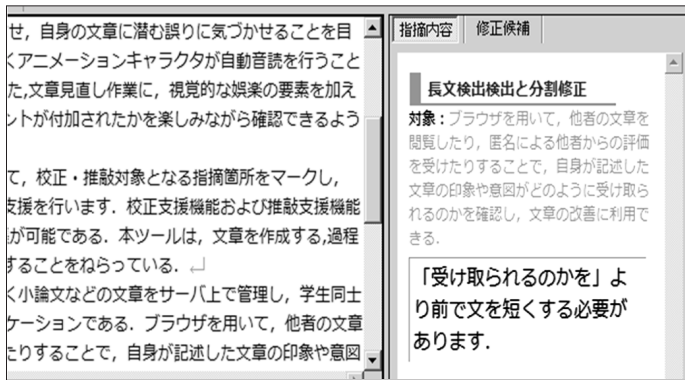 せ，自身の文章に潜む誤りに気づかせることを目
くアニメーションキャラクタが自動音読を行うこと
た,文章見直し作業に，視覚的な娯楽の要素を加え
ントが付加されたかを楽しみながら確認できるよう
て，校正・推敲対象となる指摘箇所をマークし，
支援を行います．校正支援機能および推敲支援機能
が可能である．本ツールは，文章を作成する,過程
することをねらっている．↵
く小論文などの文章をサーバ上で管理し，学生同士
ケーションである．ブラウザを用いて，他者の文章
たりすることで，自身が記述した文章の印象や意図
指摘内容
修正候補
長文検出検出と分割修正
対象：ブラウザを用いて，他者の文章を
閲覧したり，匿名による他者からの評価
を受けたりすることで，自身が記述した
文章の印象や意図がどのように受け取ら
れるのかを確認し，文章の改善に利用で
きる．
「受け取られるのかを」よ
り前で文を短くする必要が
あります．